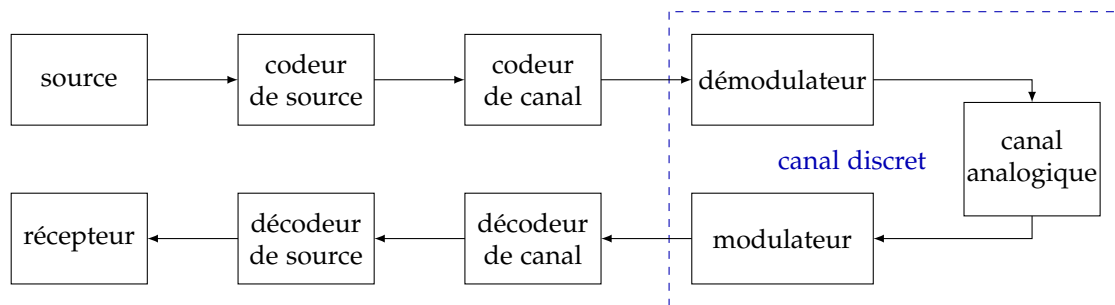 source
codeur
de source
codeur
de canal
démodulateur
canal
analogique
canal discret
récepteur
décodeur
de source
décodeur
de canal
modulateur